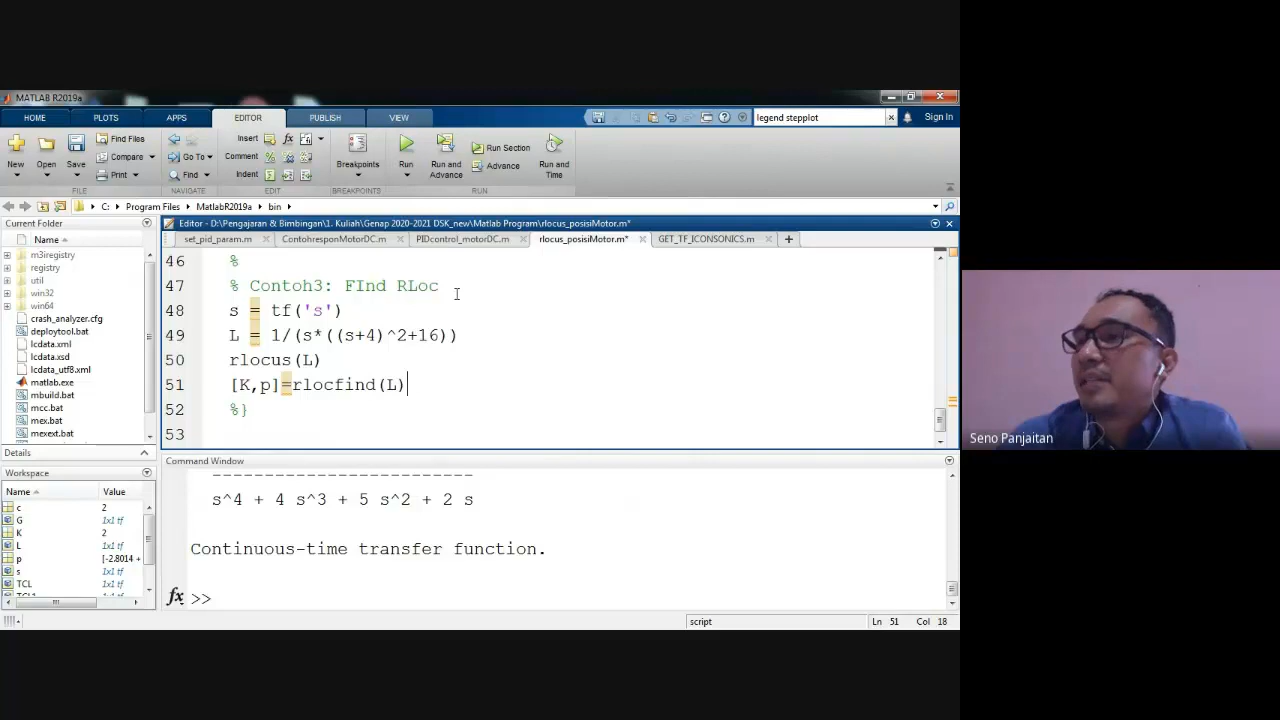 MATLAB R2019a
HOME PLOTS APPS EDITOR PUBLISH VIEW legend stepplot Sign In
New Open Save Find Files Compare Print Go To Find Insert Comment Indent fx Breakpoints Run Run and Advance Run Section Advance Run and Time
FILE NAVIGATE EDIT BREAKPOINTS RUN
C: Program Files MatlabR2019a bin
Current Folder
Name
m3iregistry
registry
util
win32
win64
crash_analyzer.cfg
deploytool.bat
lcdata.xml
lcdata.xsd
lcdata_utf8.xml
matlab.exe
mbuild.bat
mcc.bat
mex.bat
mexext.bat
Details
Workspace
Name Value
c 2
G 1x1 tf
K 2
L 1x1 tf
p [-2.8014 +
s 1x1 tf
TCL 1x1 tf
TCL1 1x1 tf
Editor - D:\Pengajaran & Bimbingan\1. Kuliah\Genap 2020-2021 DSK_new\Matlab Program\rlocus_posisiMotor.m*
set_pid_param.m ContohresponMotorDC.m PIDcontrol_motorDC.m rlocus_posisiMotor.m* GET_TF_ICONSONICS.m
46 %
47 % Contoh3: FInd RLoc
48 s = tf('s')
49 L = 1/(s*((s+4)^2+16))
50 rlocus(L)
51 [K,p]=rlocfind(L)
52 %}
53
Command Window
-----------------------
s^4 + 4 s^3 + 5 s^2 + 2 s
Continuous-time transfer function.
fx >>
script Ln 51 Col 18
Seno Panjaitan